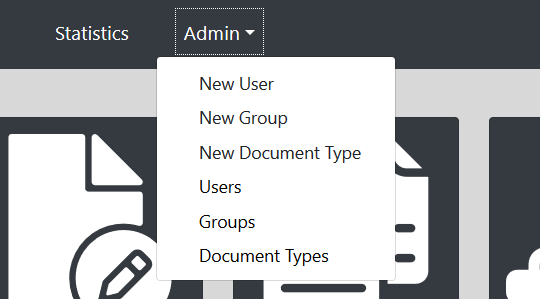 Statistics
Admin
New User
New Group
New Document Type
Users
Groups
Document Types